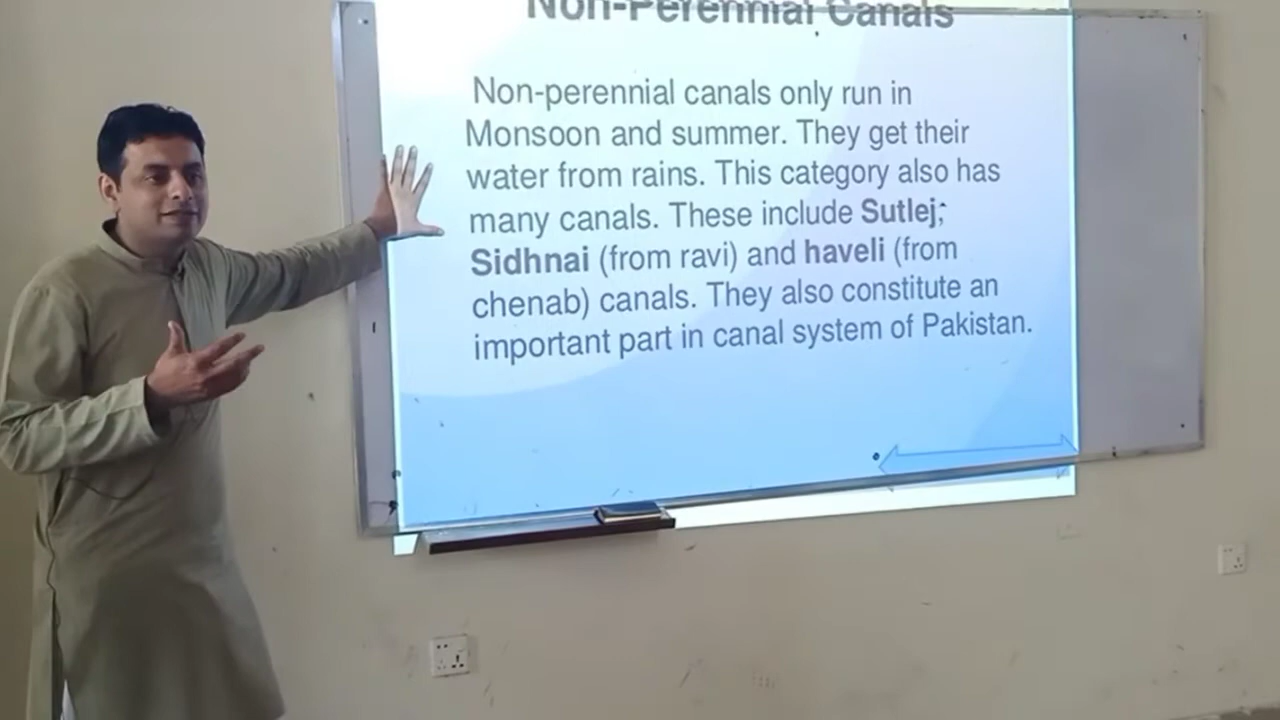 Non-Perennial Canals
Non-perennial canals only run in
Monsoon and summer. They get their
water from rains. This category also has
many canals. These include Sutlej,
Sidhnai (from ravi) and haveli (from
chenab) canals. They also constitute an
important part in canal system of Pakistan.